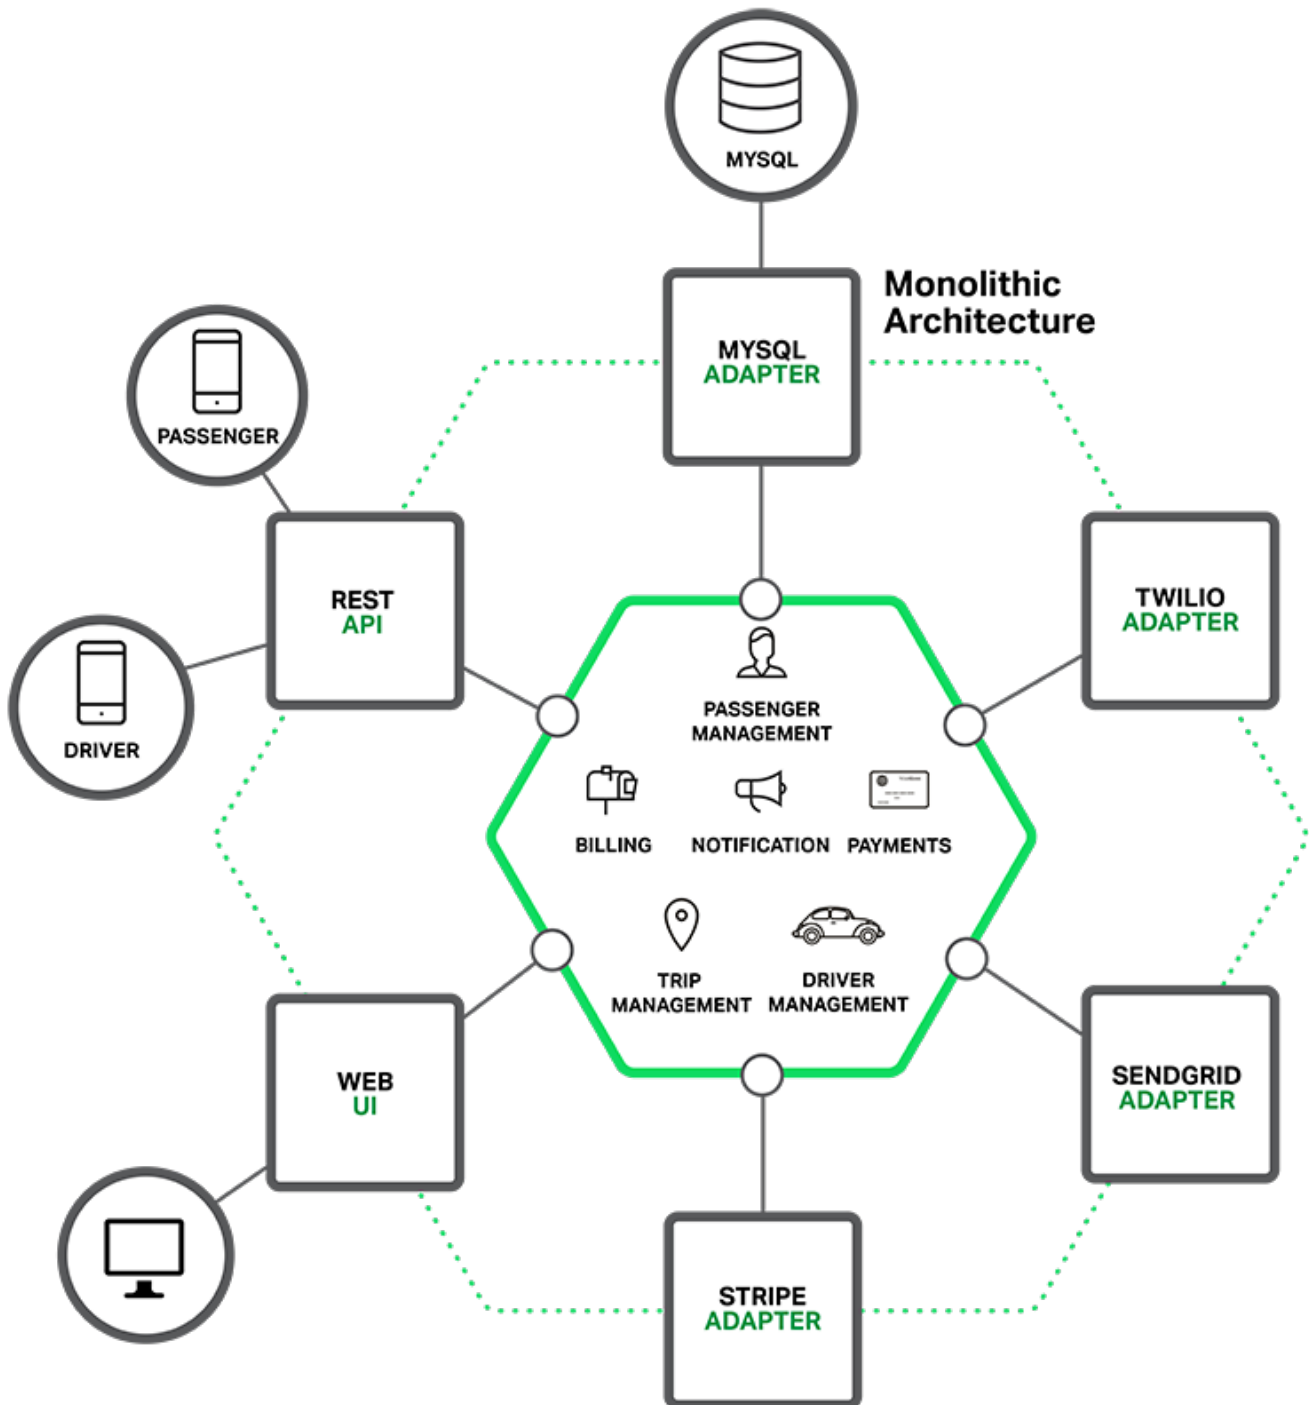 MYSQL
Monolithic
Architecture
MYSQL
ADAPTER
PASSENGER
REST
API
TWILIO
ADAPTER
DRIVER
PASSENGER
MANAGEMENT
BILLING
NOTIFICATION
PAYMENTS
TRIP
MANAGEMENT
DRIVER
MANAGEMENT
WEB
UI
SENDGRID
ADAPTER
STRIPE
ADAPTER